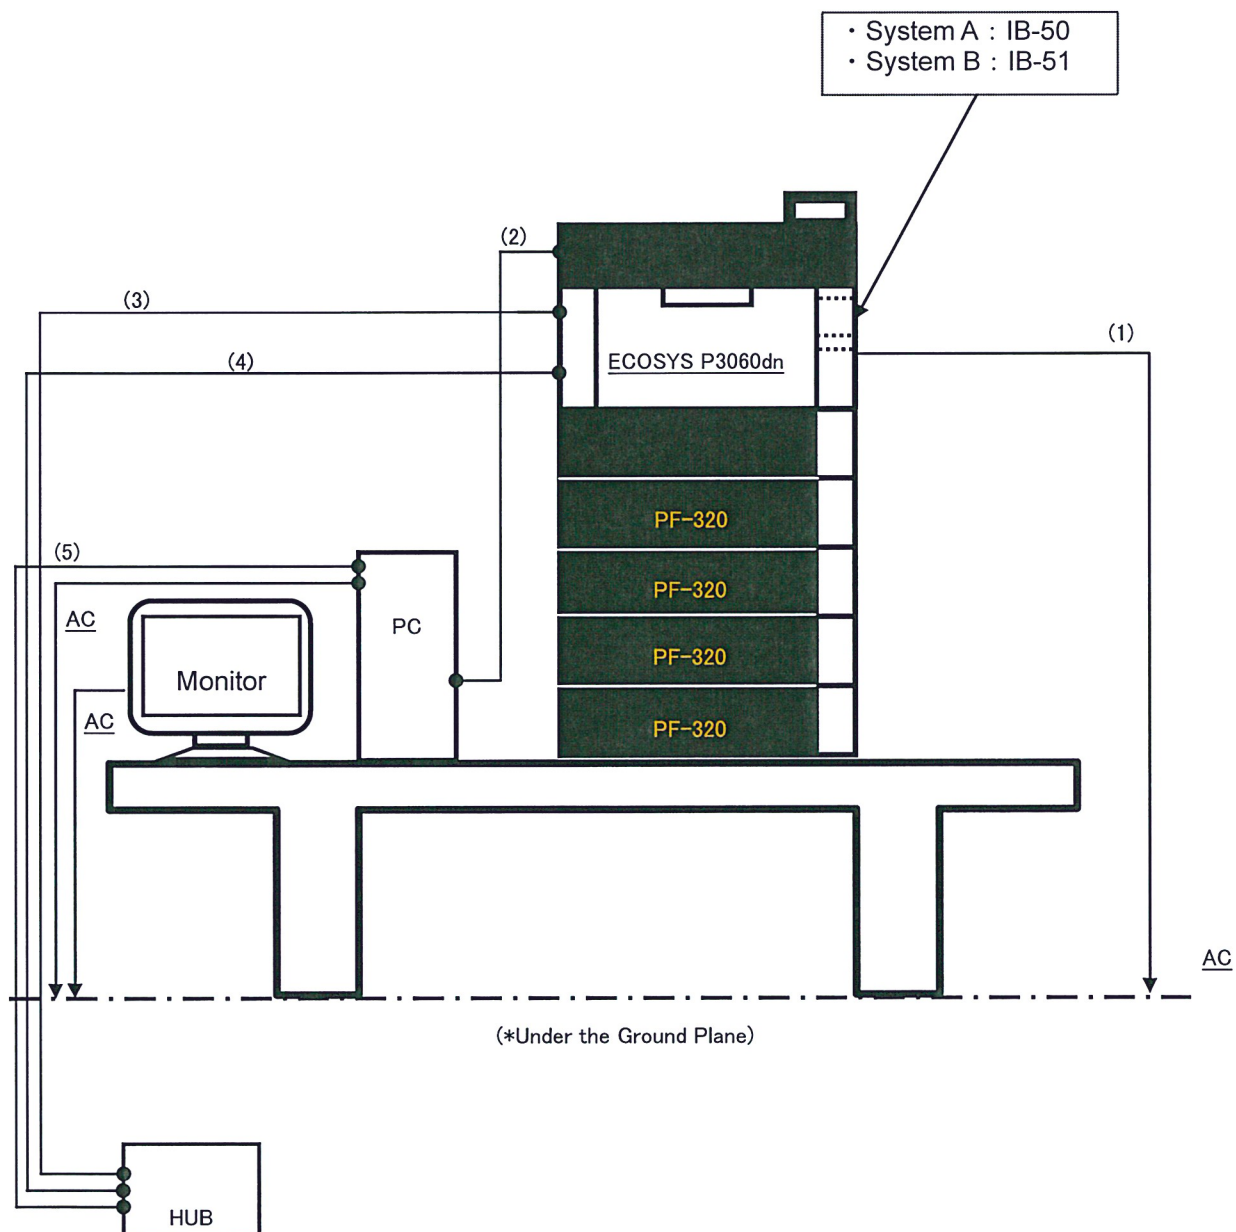 ・System A：IB-50
・System B：IB-51
(2)
(3)
(1)
(4)
ECOSYS P3060dn
PF-320
(5)
PF-320
AC
PC
PF-320
Monitor
AC
PF-320
AC
(*Under the Ground Plane)
HUB